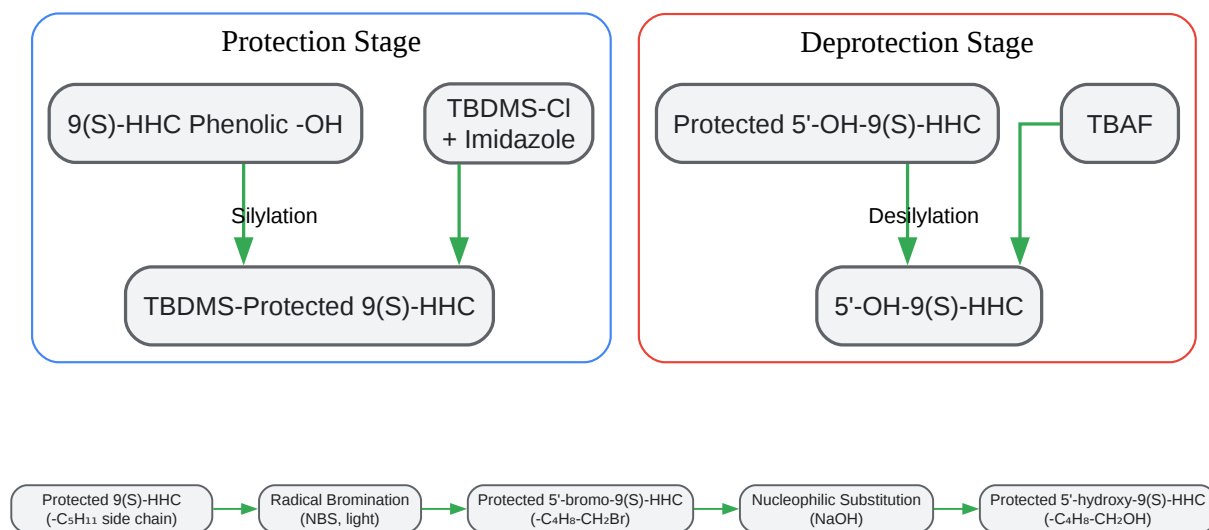 Protection Stage
9(S)-HHC Phenolic -OH
TBDMS-Cl
+ Imidazole
Silylation
TBDMS-Protected 9(S)-HHC
Deprotection Stage
Protected 5'-OH-9(S)-HHC
TBAF
Desilylation
5'-OH-9(S)-HHC
Protected 9(S)-HHC
(-C₅H₁₁ side chain)
Radical Bromination
(NBS, light)
Protected 5'-bromo-9(S)-HHC
(-C₄H₈-CH₂Br)
Nucleophilic Substitution
(NaOH)
Protected 5'-hydroxy-9(S)-HHC
(-C₄H₈-CH₂OH)